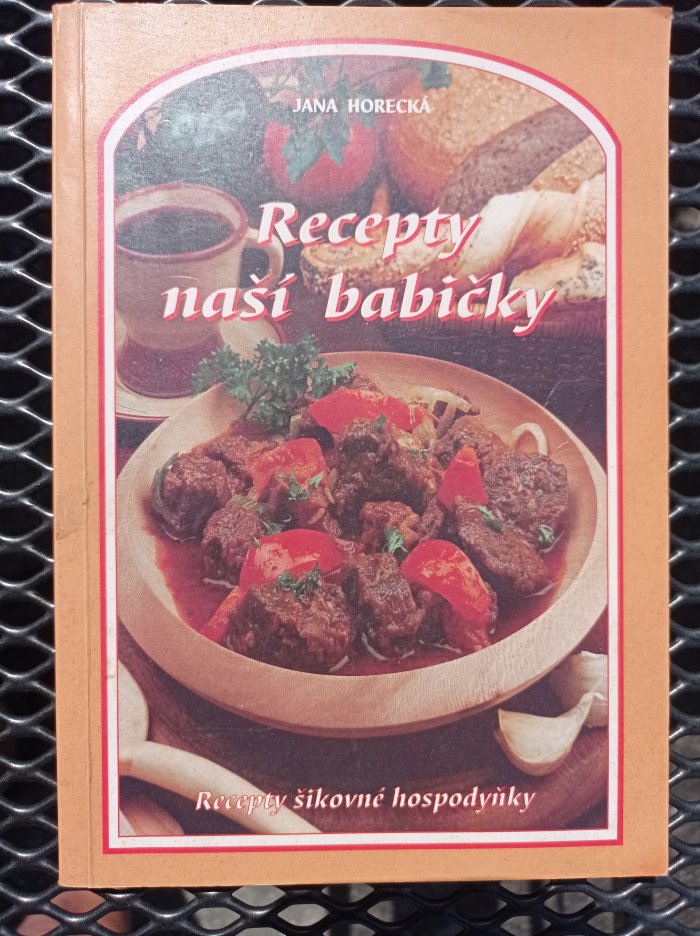 JANA HORECKÁ
Recepty
naší babičky
Recepty šikovné hospodyňky